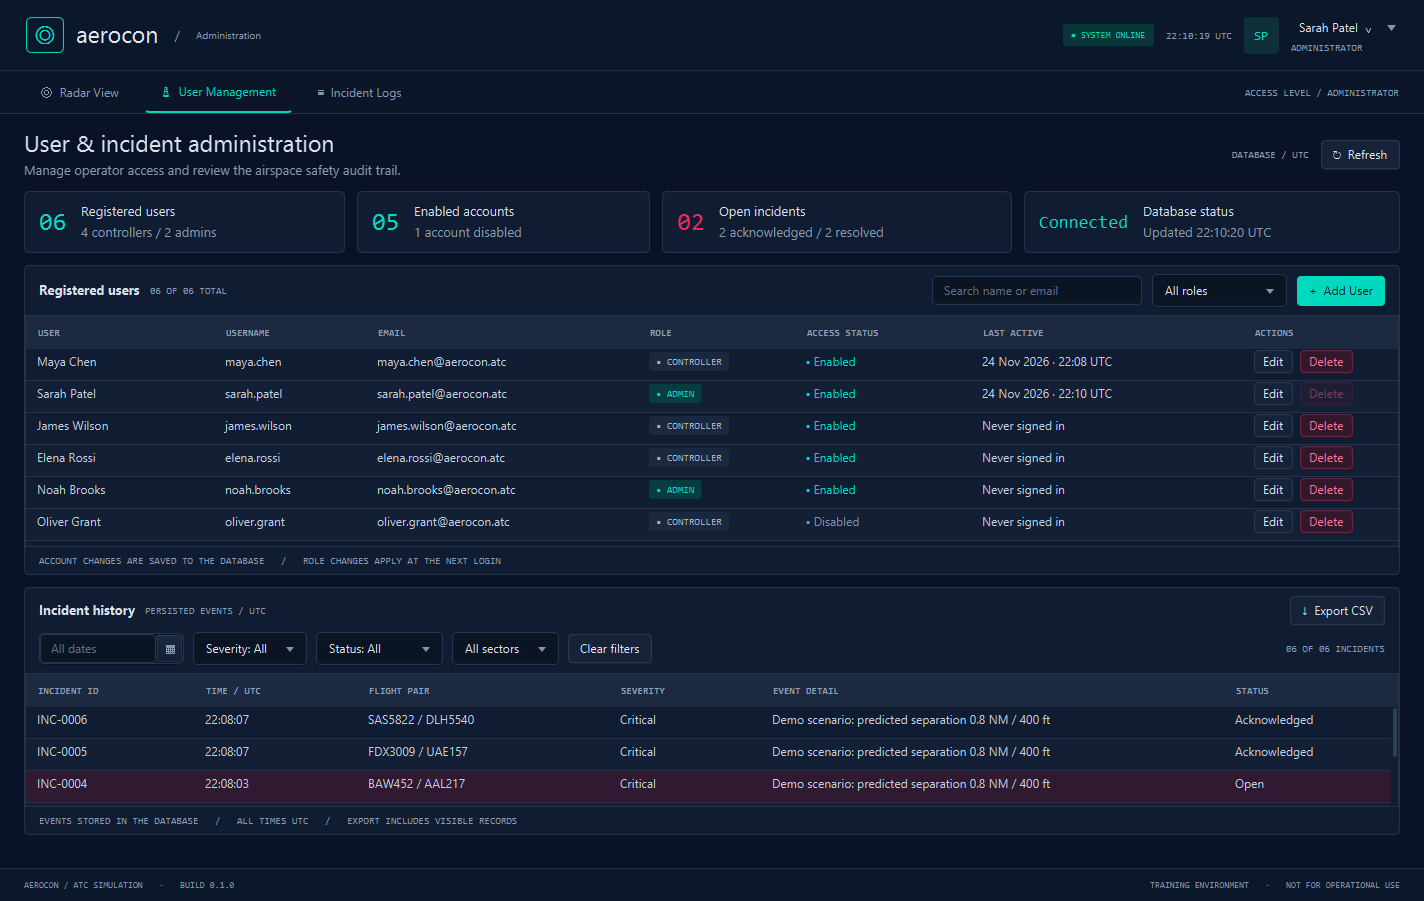 aerocon / Administration
SYSTEM ONLINE 22:10:19 UTC SP Sarah Patel
ADMINISTRATOR
Radar View User Management Incident Logs ACCESS LEVEL / ADMINISTRATOR
User & incident administration
Manage operator access and review the airspace safety audit trail.
DATABASE / UTC ↻ Refresh
06 Registered users
4 controllers / 2 admins
05 Enabled accounts
1 account disabled
02 Open incidents
2 acknowledged / 2 resolved
Connected Database status
Updated 22:10:20 UTC
Registered users 06 OF 06 TOTAL Search name or email All roles + Add User
USER USERNAME EMAIL ROLE ACCESS STATUS LAST ACTIVE ACTIONS
Maya Chen maya.chen maya.chen@aerocon.atc CONTROLLER Enabled 24 Nov 2026 · 22:08 UTC Edit Delete
Sarah Patel sarah.patel sarah.patel@aerocon.atc ADMIN Enabled 24 Nov 2026 · 22:10 UTC Edit Delete
James Wilson james.wilson james.wilson@aerocon.atc CONTROLLER Enabled Never signed in Edit Delete
Elena Rossi elena.rossi elena.rossi@aerocon.atc CONTROLLER Enabled Never signed in Edit Delete
Noah Brooks noah.brooks noah.brooks@aerocon.atc ADMIN Enabled Never signed in Edit Delete
Oliver Grant oliver.grant oliver.grant@aerocon.atc CONTROLLER Disabled Never signed in Edit Delete
ACCOUNT CHANGES ARE SAVED TO THE DATABASE / ROLE CHANGES APPLY AT THE NEXT LOGIN
Incident history PERSISTED EVENTS / UTC ↓ Export CSV
All dates Severity: All Status: All All sectors Clear filters 06 OF 06 INCIDENTS
INCIDENT ID TIME / UTC FLIGHT PAIR SEVERITY EVENT DETAIL STATUS
INC-0006 22:08:07 SAS5822 / DLH5540 Critical Demo scenario: predicted separation 0.8 NM / 400 ft Acknowledged
INC-0005 22:08:07 FDX3009 / UAE157 Critical Demo scenario: predicted separation 0.8 NM / 400 ft Acknowledged
INC-0004 22:08:03 BAW452 / AAL217 Critical Demo scenario: predicted separation 0.8 NM / 400 ft Open
EVENTS STORED IN THE DATABASE / ALL TIMES UTC / EXPORT INCLUDES VISIBLE RECORDS
AEROCON / ATC SIMULATION · BUILD 0.1.0 TRAINING ENVIRONMENT · NOT FOR OPERATIONAL USE